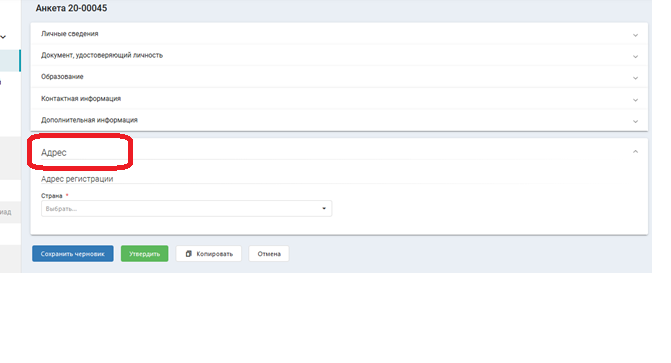 Анкета 20-00045
Личные сведения
Документ, удостоверяющий личность
Образование
Контактная информация
Дополнительная информация
Адрес
Адрес регистрации
Страна *
Выбрать...
иад
Сохранить черновик
Утвердить
Копировать
Отмена